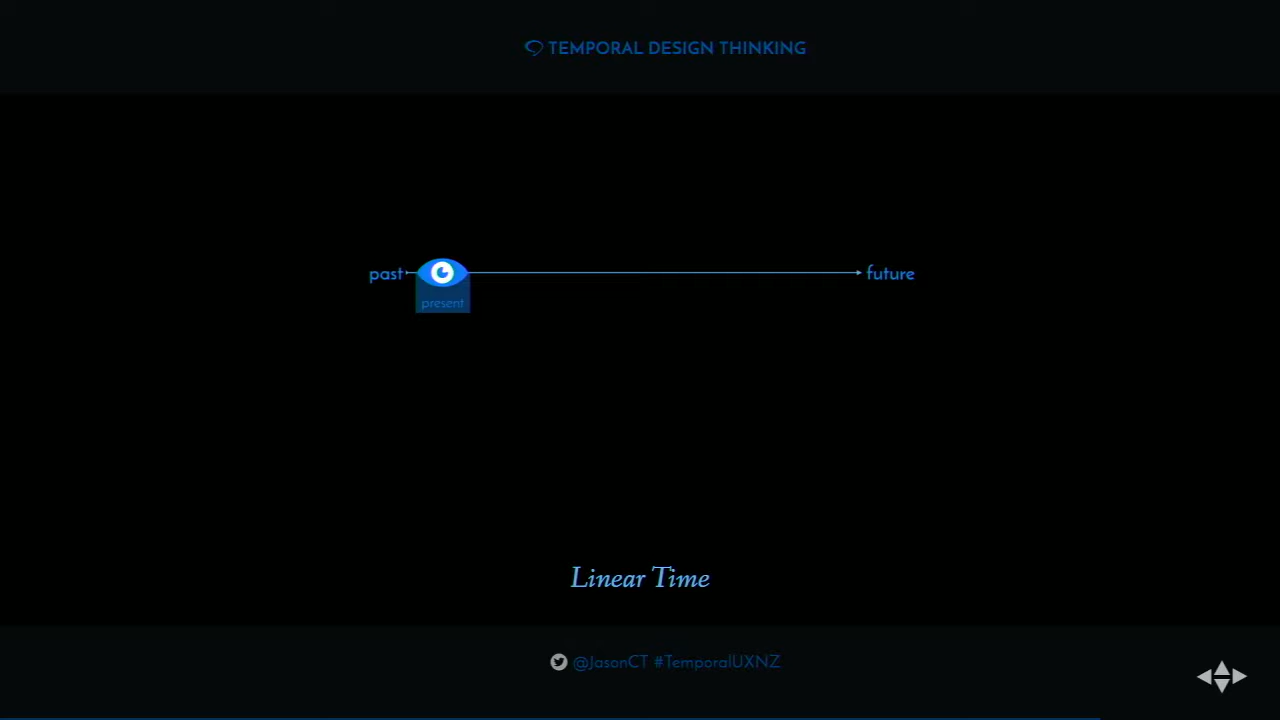 TEMPORAL DESIGN THINKING
past
future
present
Linear Time
@JasonCT #TemporalUXNZ